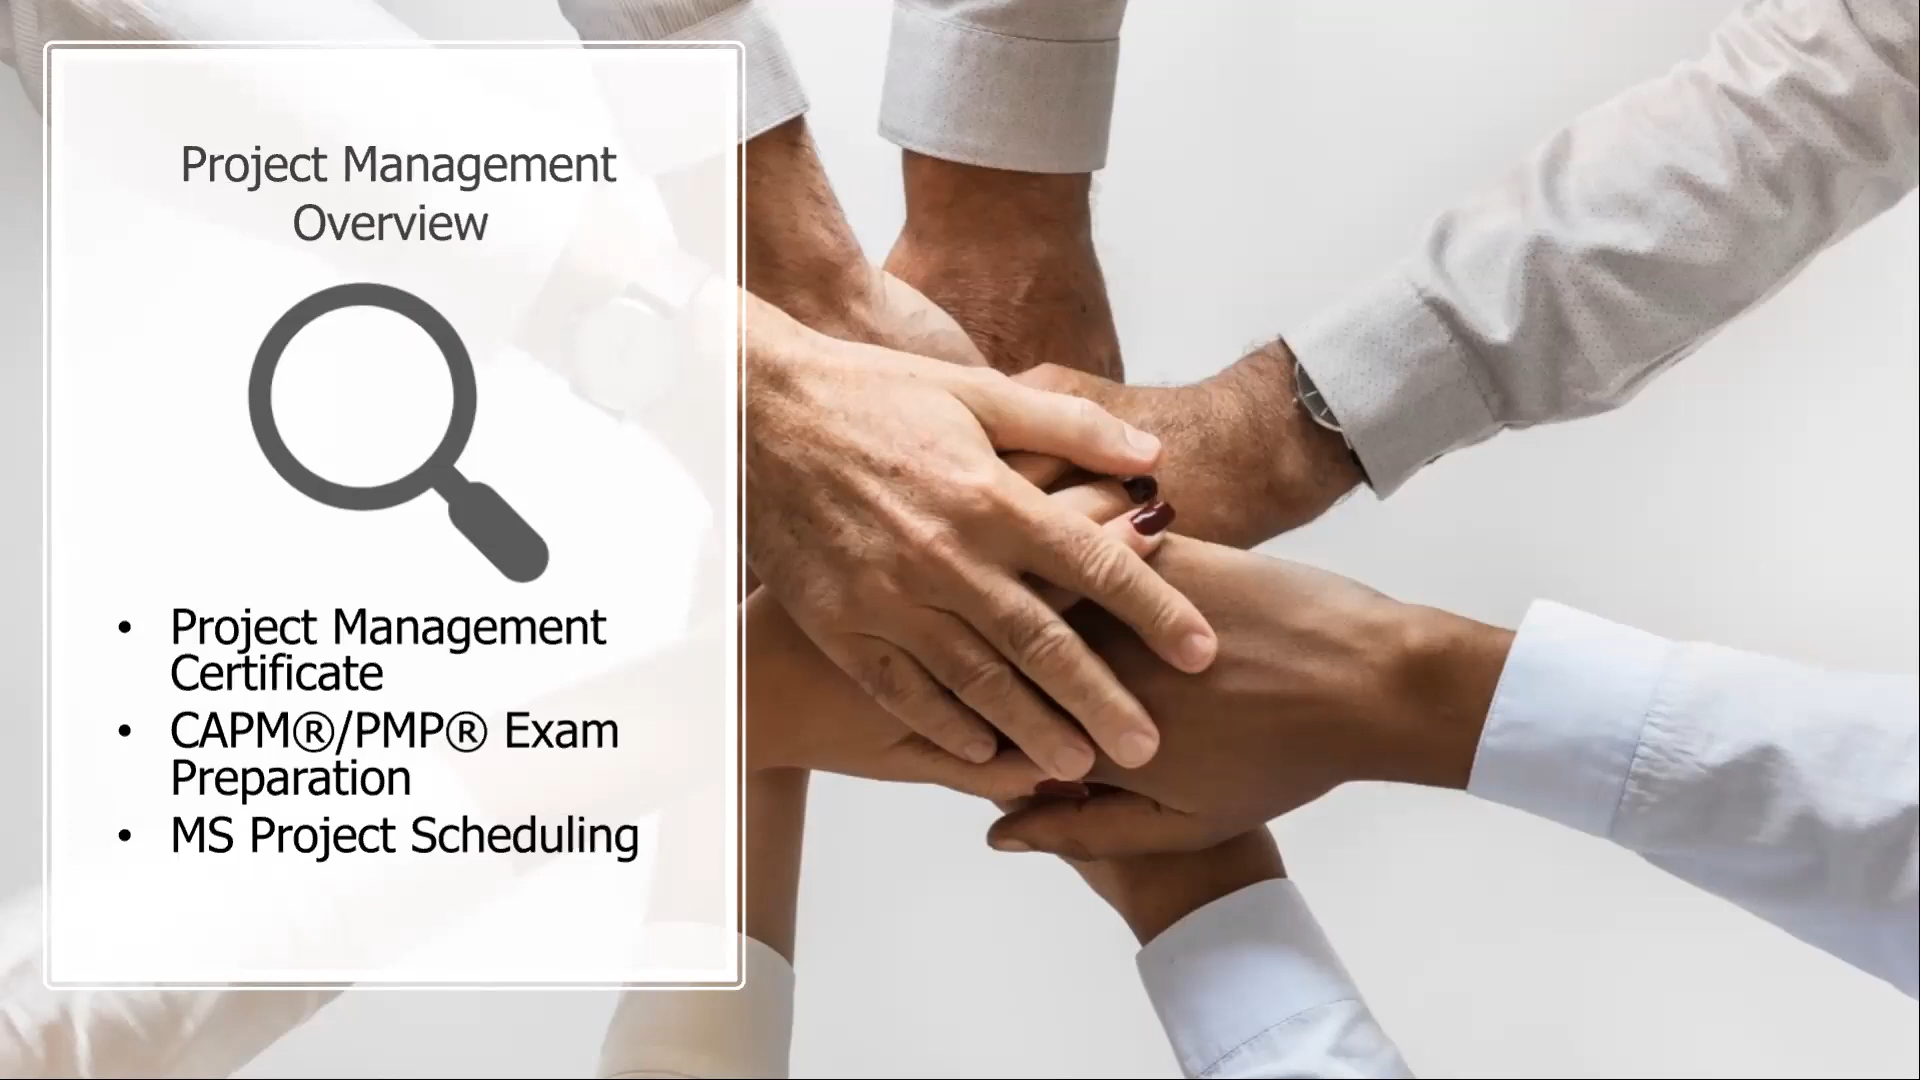 Project Management
Overview
• Project Management
Certificate
• CAPM®/PMP® Exam
Preparation
• MS Project Scheduling